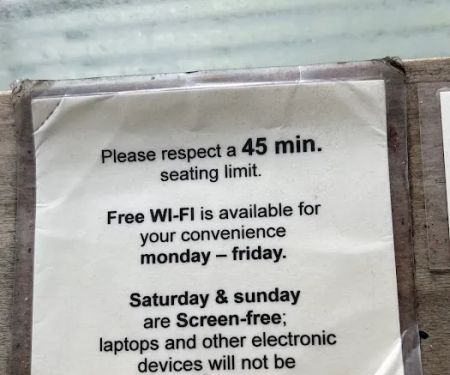 Please respect a 45 min.
seating limit.
Free WI-FI is available for
your convenience
monday – friday.
Saturday & sunday
are Screen-free;
laptops and other electronic
devices will not be